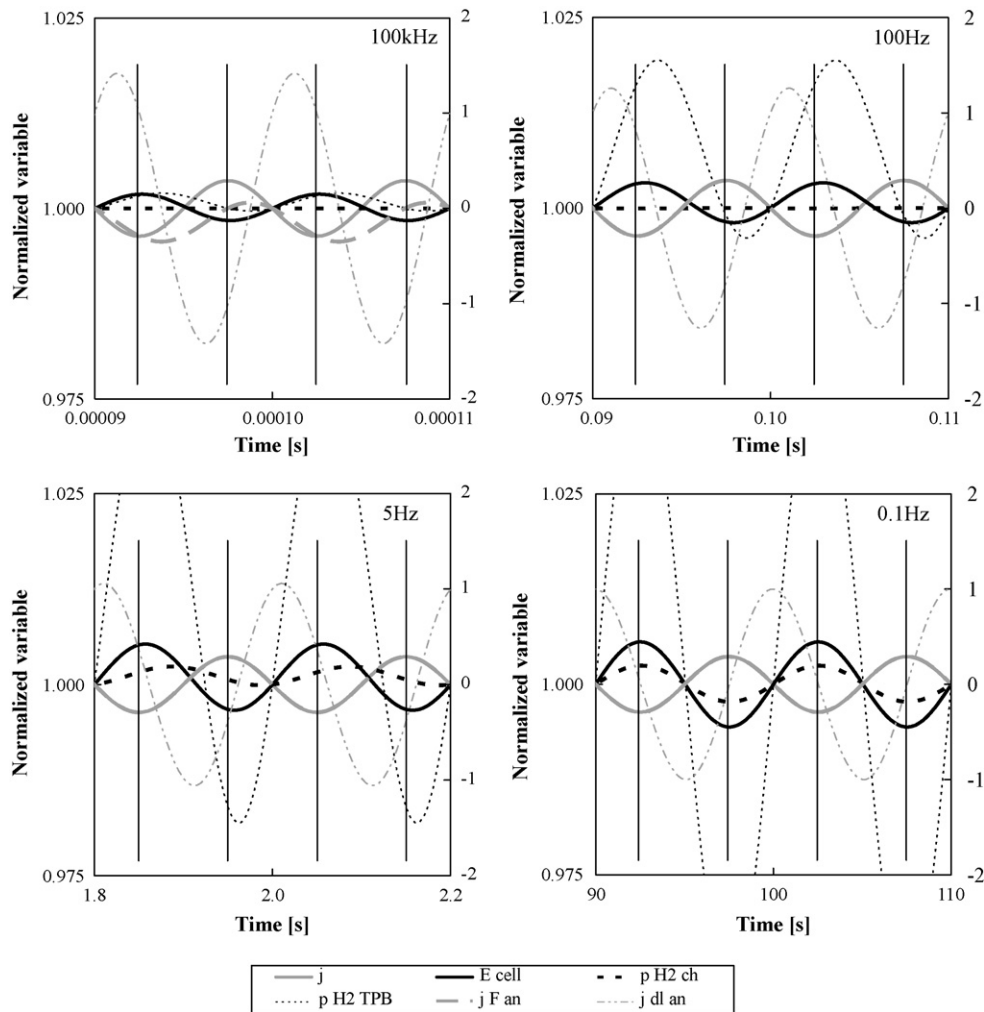 1.025
2
100kHz
1
Normalized variable
1.000
0
-1
0.975
-2
0.00009
0.00010
0.00011
Time [s]
1.025
2
100Hz
1
Normalized variable
1.000
0
-1
0.975
-2
0.09
0.10
0.11
Time [s]
1.025
2
5Hz
1
Normalized variable
1.000
0
-1
0.975
-2
1.8
2.0
2.2
Time [s]
1.025
2
0.1Hz
1
Normalized variable
1.000
0
-1
0.975
-2
90
100
110
Time [s]
j
E cell
p H2 ch
p H2 TPB
j F an
j dl an